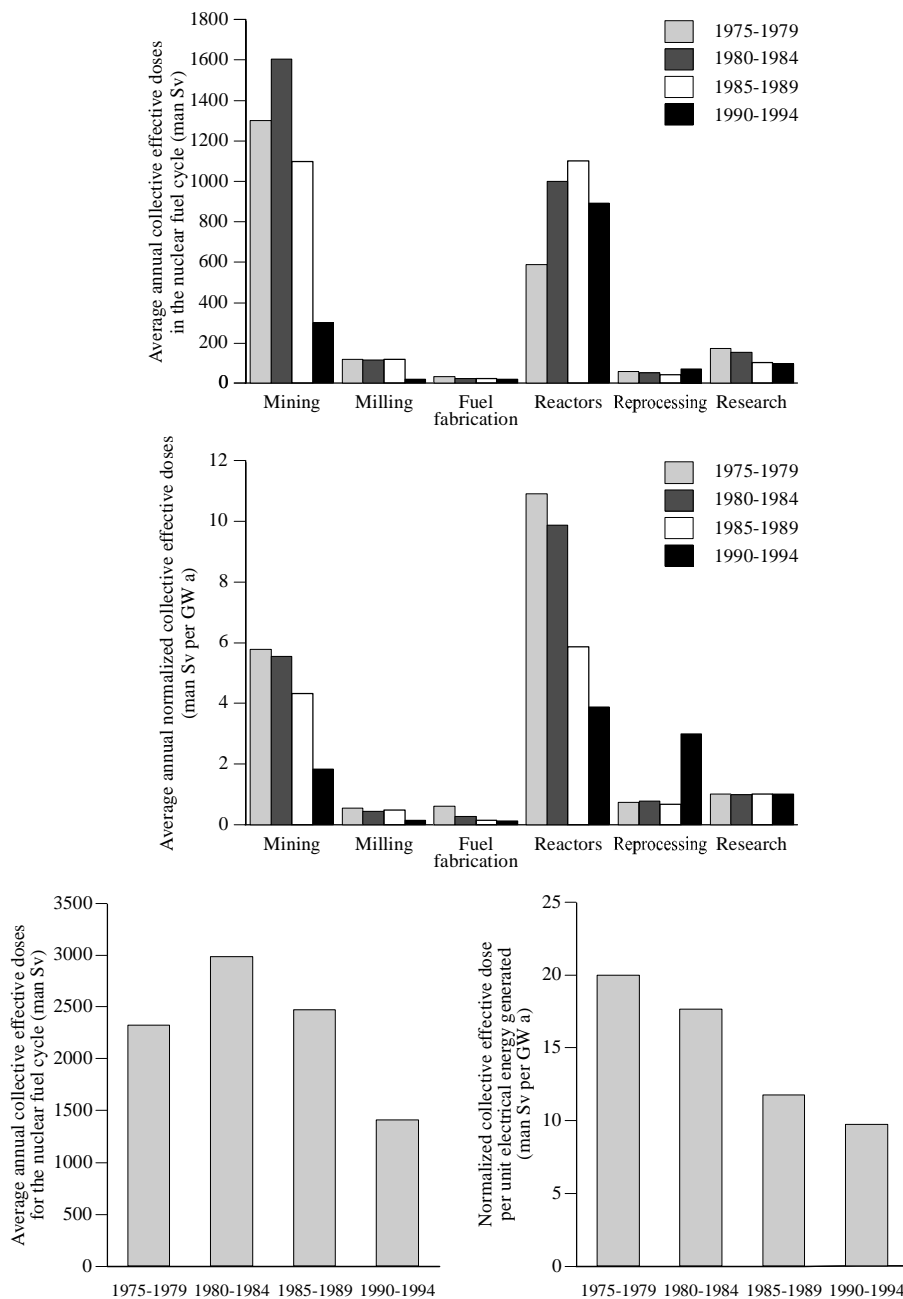 Average annual collective effective doses
in the nuclear fuel cycle (man Sv)
1800
1600
1400
1200
1000
800
600
400
200
0
1975-1979
1980-1984
1985-1989
1990-1994
Mining Milling Fuel Reactors Reprocessing Research
fabrication
Average annual normalized collective effective doses
(man Sv per GW a)
12
10
8
6
4
2
0
1975-1979
1980-1984
1985-1989
1990-1994
Mining Milling Fuel Reactors Reprocessing Research
fabrication
Average annual collective effective doses
for the nuclear fuel cycle (man Sv)
3500
3000
2500
2000
1500
1000
500
0
1975-1979 1980-1984 1985-1989 1990-1994
Normalized collective effective dose
per unit electrical energy generated
(man Sv per GW a)
25
20
15
10
5
0
1975-1979 1980-1984 1985-1989 1990-1994